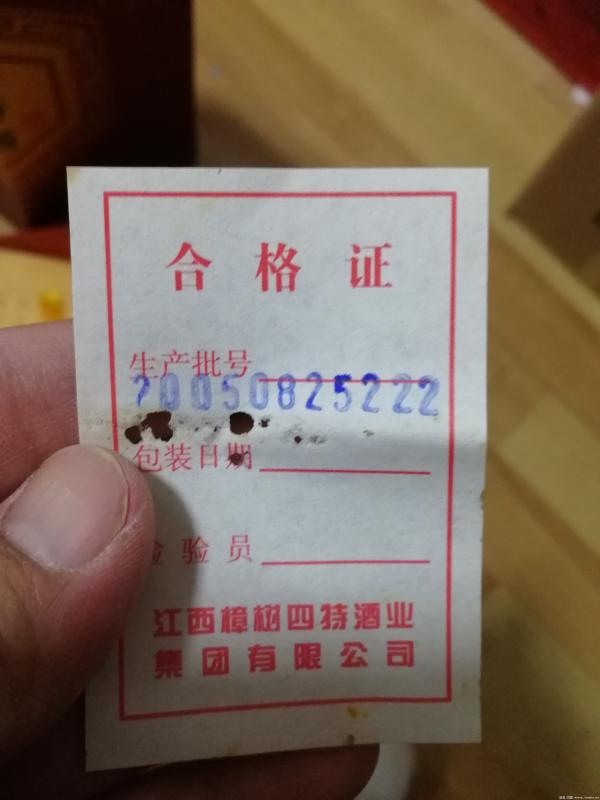 合格证
生产批号
20050825222
包装日期
检验员
江西樟树四特酒业
集团有限公司